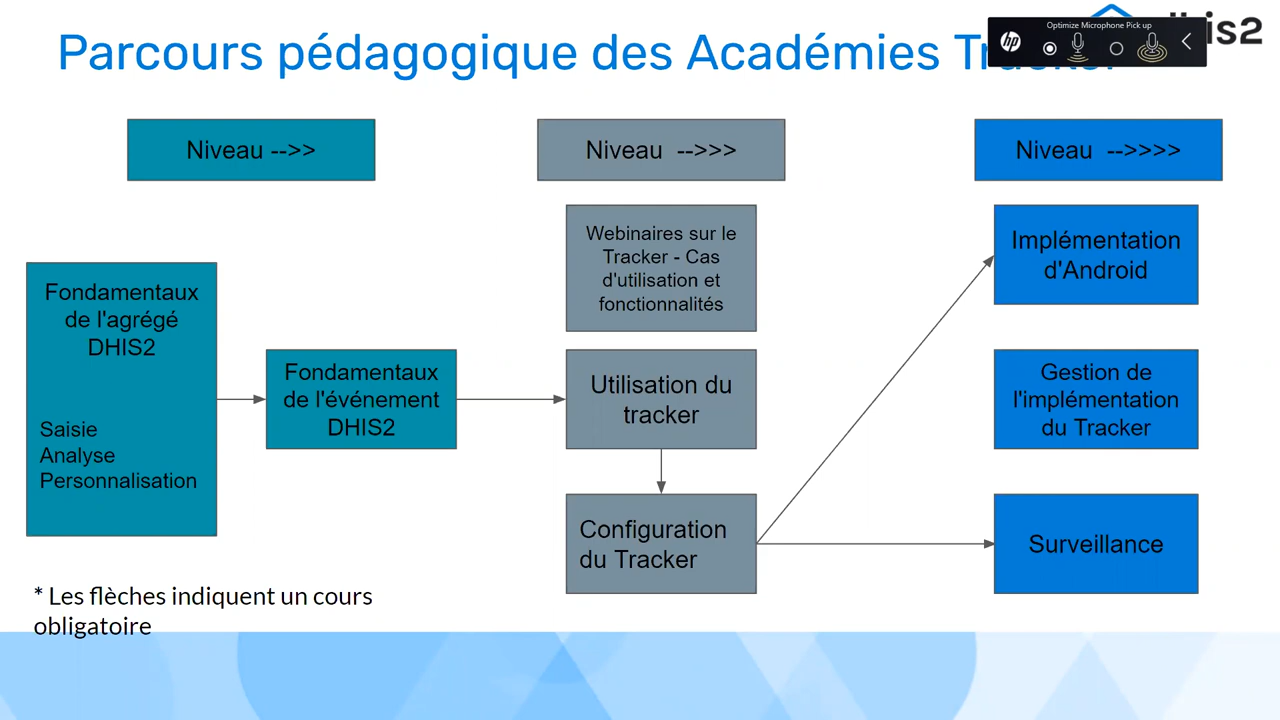 Parcours pédagogique des Académies
Optimize Microphone Pick up
hp
Niveau -->>
Niveau -->>>
Niveau -->>>>
Fondamentaux
de l'agrégé
DHIS2
Saisie
Analyse
Personnalisation
Fondamentaux
de l'événement
DHIS2
Webinaires sur le
Tracker - Cas
d'utilisation et
fonctionnalités
Utilisation du
tracker
Configuration
du Tracker
Implémentation
d'Android
Gestion de
l'implémentation
du Tracker
Surveillance
* Les flèches indiquent un cours
obligatoire